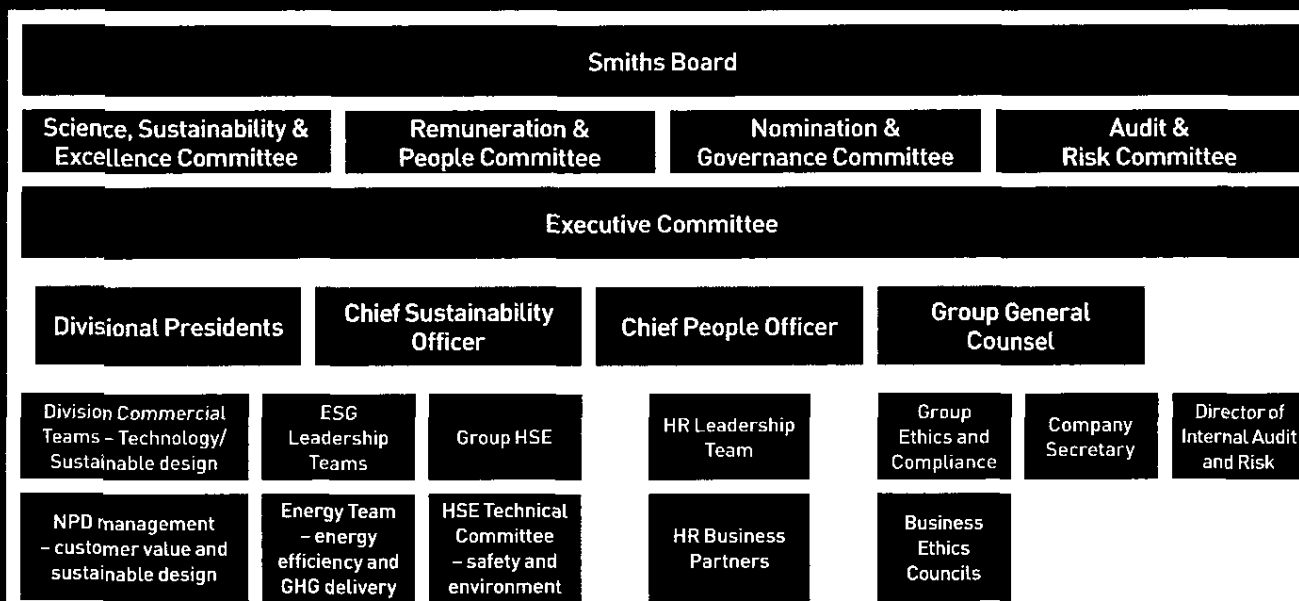 Smiths Board
Science, Sustainability &
Excellence Committee
Remuneration &
People Committee
Nomination &
Governance Committee
Audit &
Risk Committee
Executive Committee
Divisional Presidents
Chief Sustainability
Officer
Chief People Officer
Group General
Counsel
Division Commercial
Teams – Technology/
Sustainable design
ESG
Leadership
Teams
Group HSE
HR Leadership
Team
Group
Ethics and
Compliance
Company
Secretary
Director of
Internal Audit
and Risk
NPD management
– customer value and
sustainable design
Energy Team
– energy
efficiency and
GHG delivery
HSE Technical
Committee
– safety and
environment
HR Business
Partners
Business
Ethics
Councils